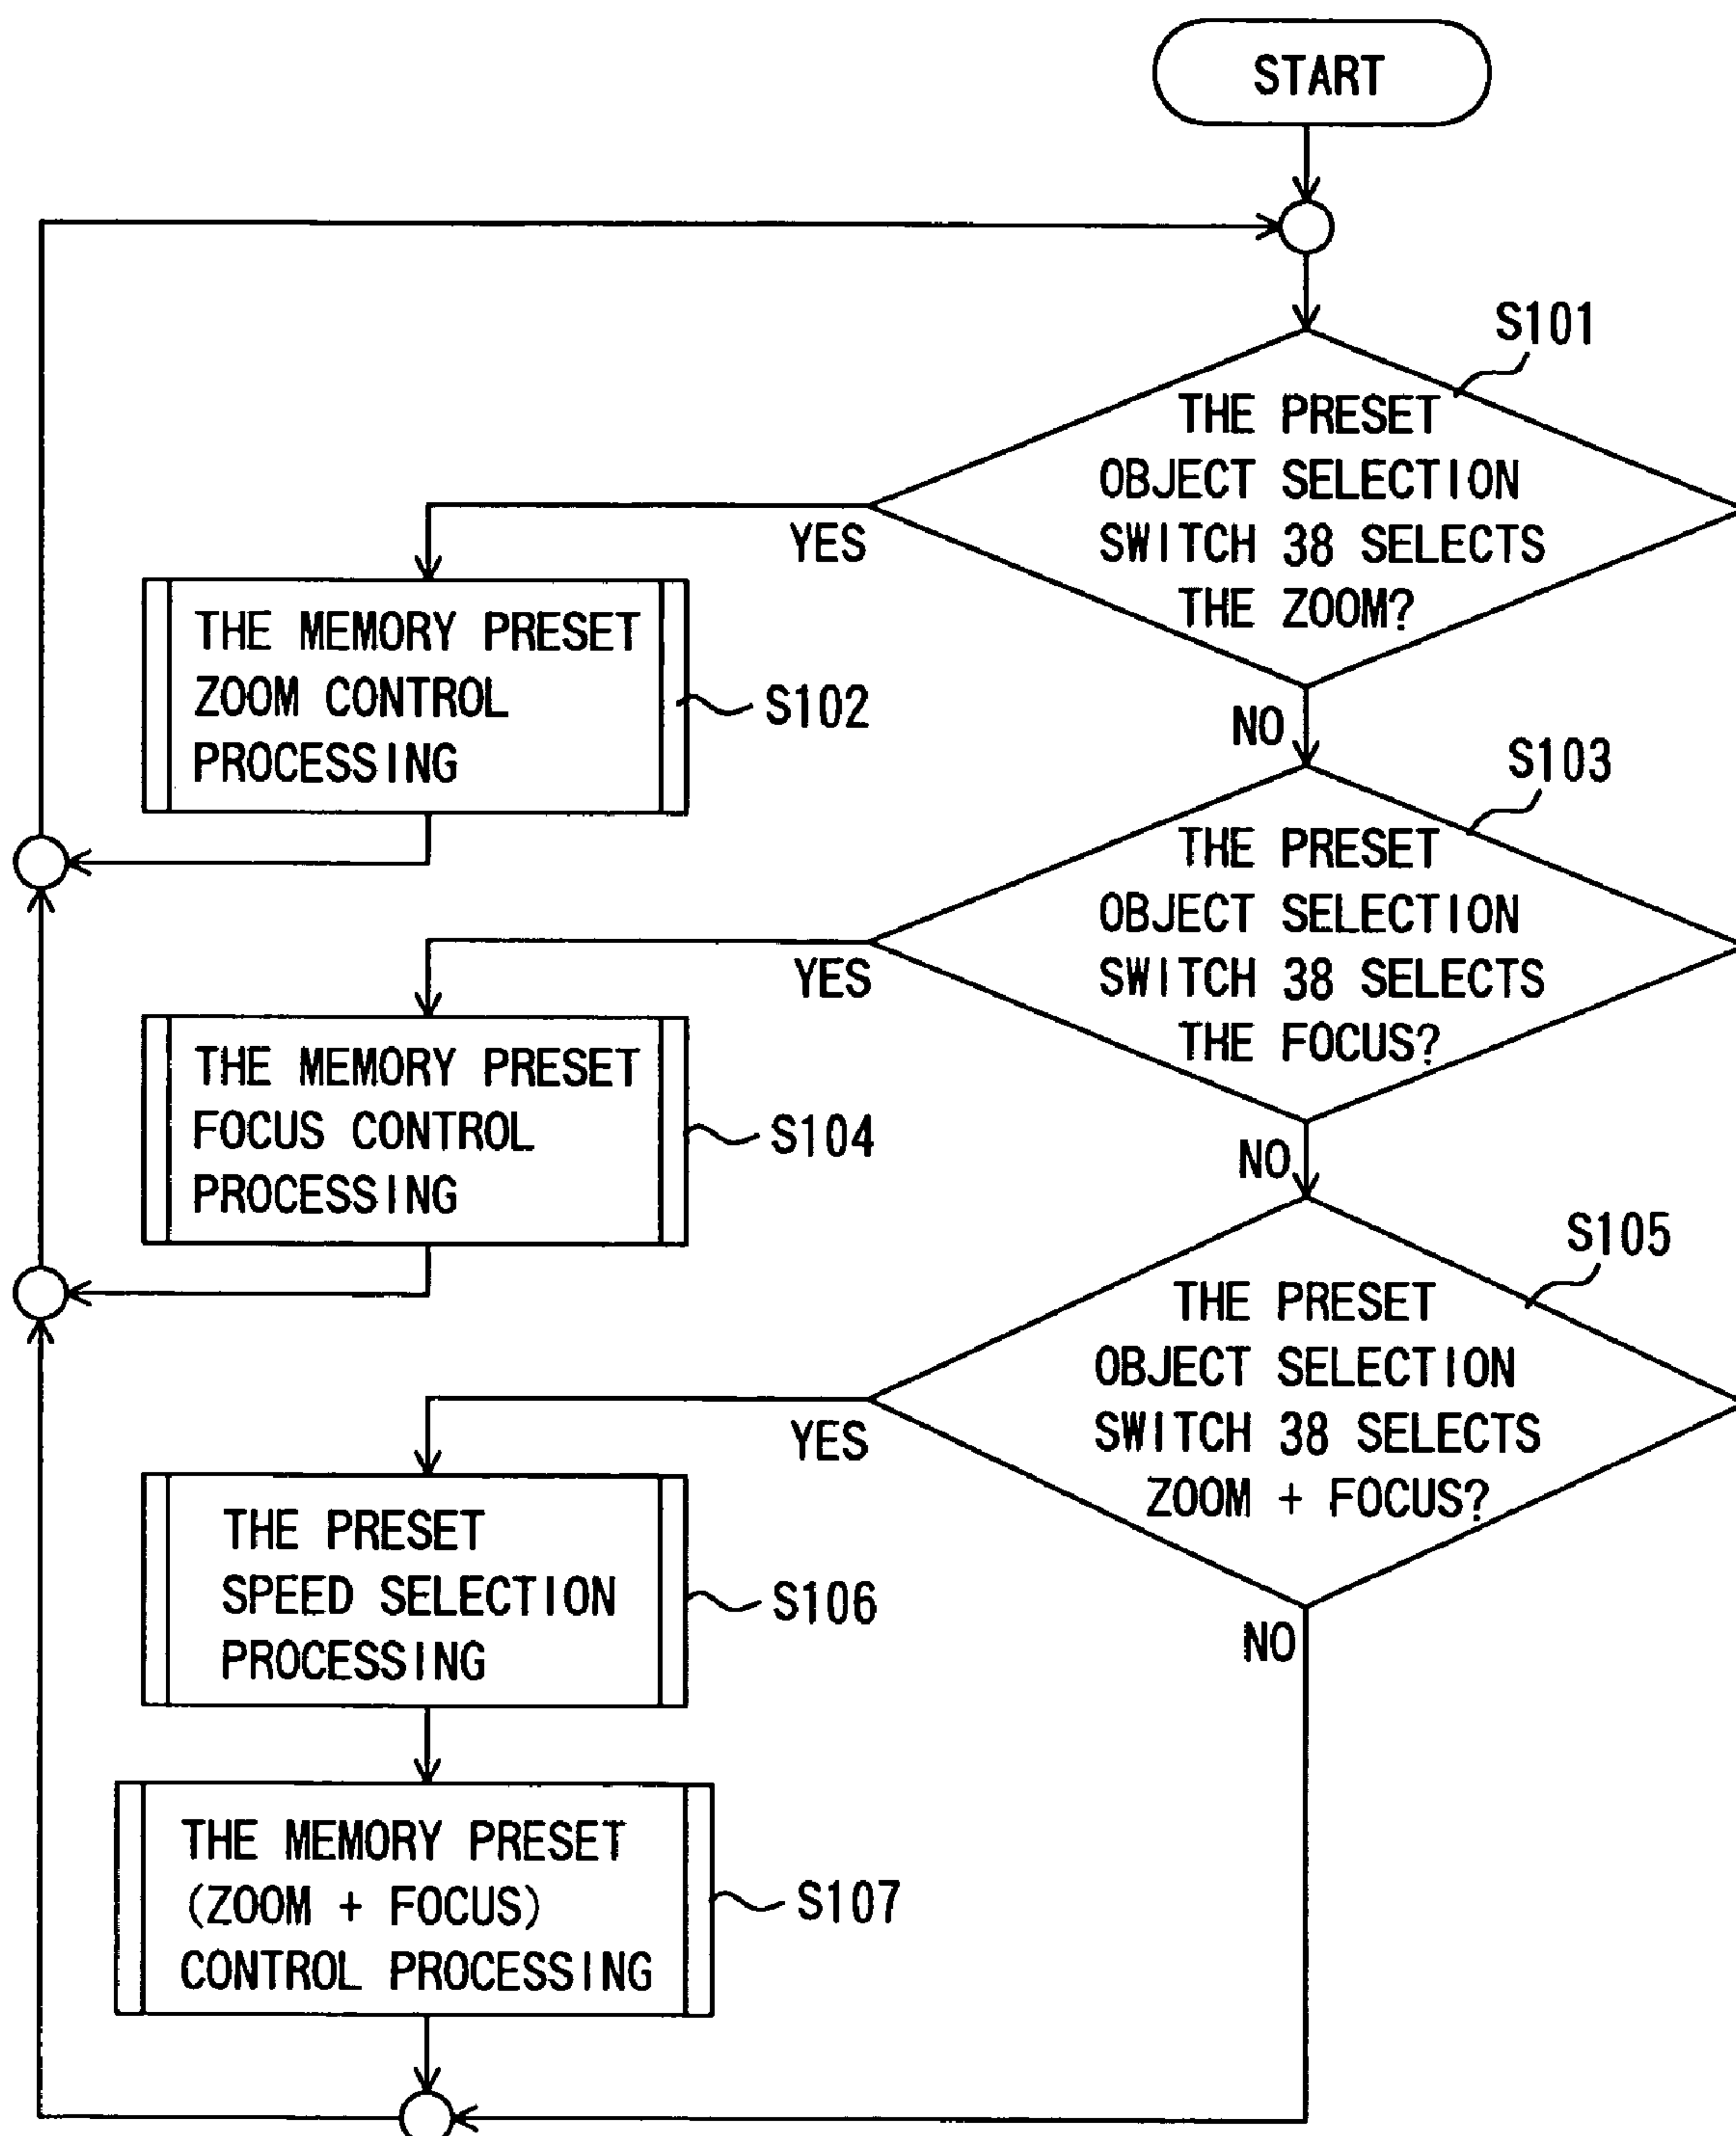 START
S101
THE PRESET
OBJECT SELECTION
SWITCH 38 SELECTS
THE ZOOM?
YES
NO
THE MEMORY PRESET
ZOOM CONTROL
PROCESSING
S102
S103
THE PRESET
OBJECT SELECTION
SWITCH 38 SELECTS
THE FOCUS?
YES
NO
THE MEMORY PRESET
FOCUS CONTROL
PROCESSING
S104
S105
THE PRESET
OBJECT SELECTION
SWITCH 38 SELECTS
ZOOM + FOCUS?
YES
NO
THE PRESET
SPEED SELECTION
PROCESSING
S106
THE MEMORY PRESET
(ZOOM + FOCUS)
CONTROL PROCESSING
S107